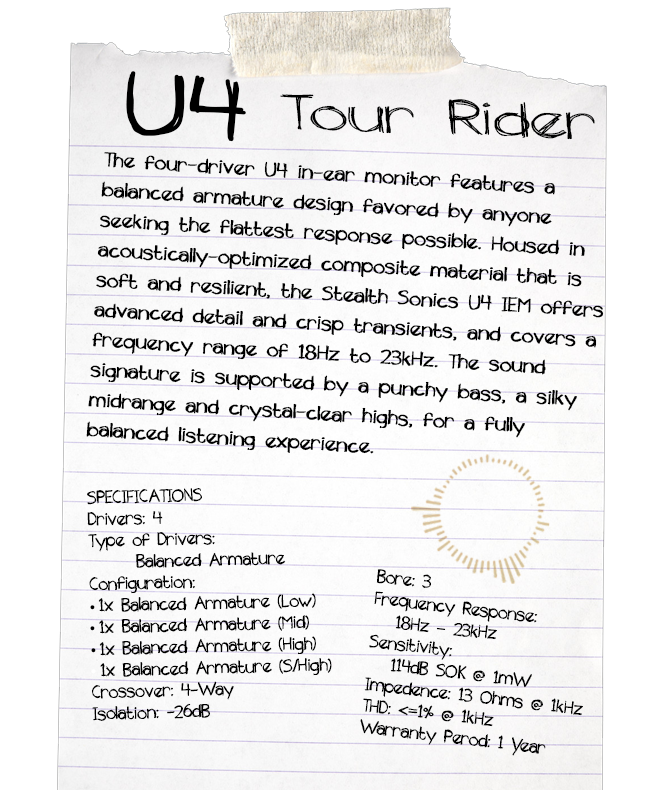 U4 Tour Rider
The four-driver U4 in-ear monitor features a
balanced armature design favored by anyone
seeking the flattest response possible. Housed in
acoustically-optimized composite material that is
soft and resilient, the Stealth Sonics U4 IEM offers
advanced detail and crisp transients, and covers a
frequency range of 18Hz to 23kHz. The sound
signature is supported by a punchy bass, a silky
midrange and crystal-clear highs, for a fully
balanced listening experience.
SPECIFICATIONS
Drivers: 4
Type of Drivers:
Balanced Armature
Configuration:
• 1x Balanced Armature (Low)
• 1x Balanced Armature (Mid)
• 1x Balanced Armature (High)
1x Balanced Armature (S/High)
Crossover: 4-Way
Isolation: -26dB
Bore: 3
Frequency Response:
18Hz - 23kHz
Sensitivity:
114dB SOK @ 1mW
Impedence: 13 Ohms @ 1kHz
THD: <=1% @ 1kHz
Warranty Perod: 1 Year